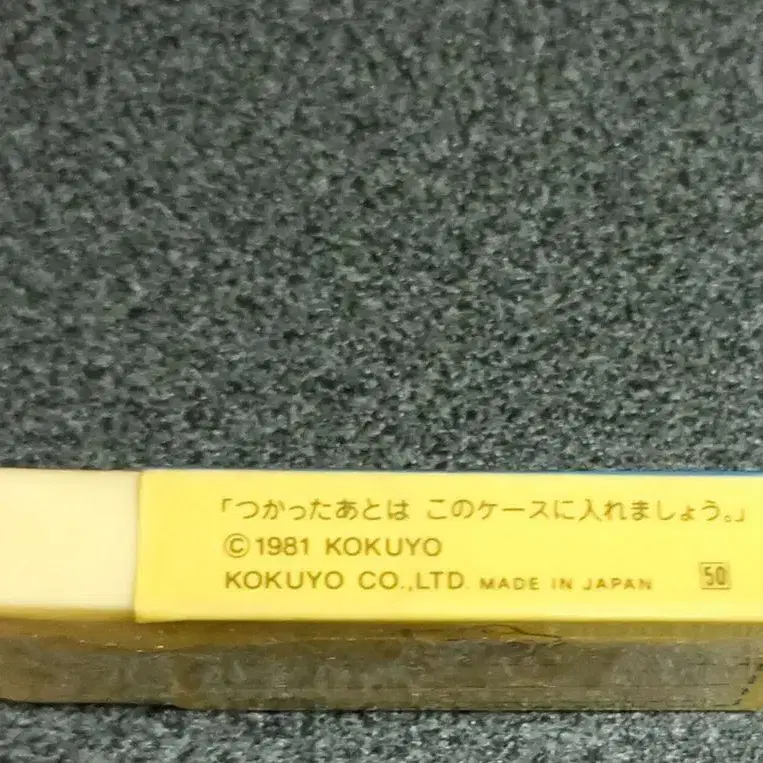 「つかったあとは このケースに入れましょう。」
©1981 KOKUYO
KOKUYO CO.,LTD. MADE IN JAPAN 50